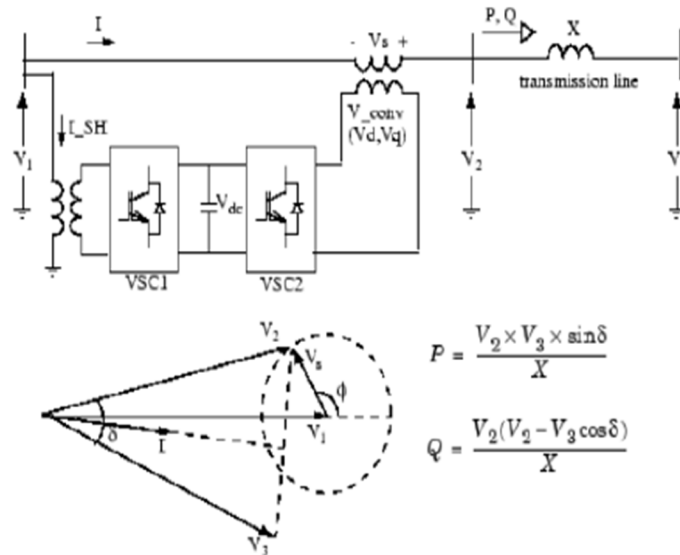 P, Q
I
- Vs +
X
transmission line
V_conv
(Vd,Vq)
I_SH
V1
V2
V
Vdc
VSC1
VSC2
V2
Vs
ϕ
δ
I
V1
V3
P = V2 × V3 × sinδ / X
Q = V2(V2 – V3 cosδ) / X